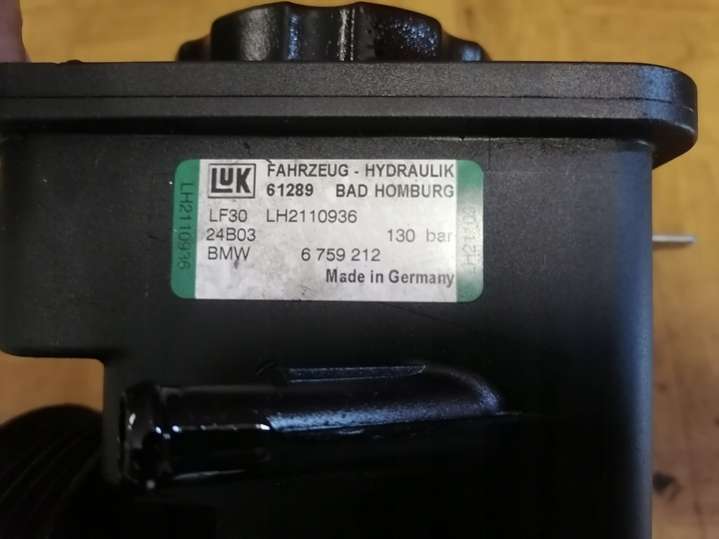 LuK FAHRZEUG - HYDRAULIK
61289 BAD HOMBURG
LF30 LH2110936
24B03 130 bar
BMW 6 759 212
Made in Germany
LH2110936